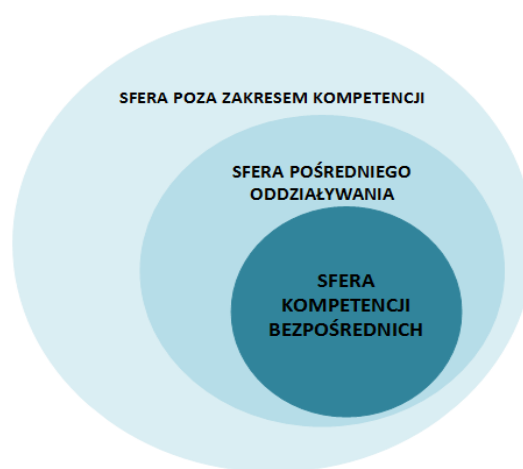 SFERA POZA ZAKRESEM KOMPETENCJI
SFERA POŚREDNIEGO
ODDZIAŁYWANIA
SFERA
KOMPETENCJI
BEZPOŚREDNICH